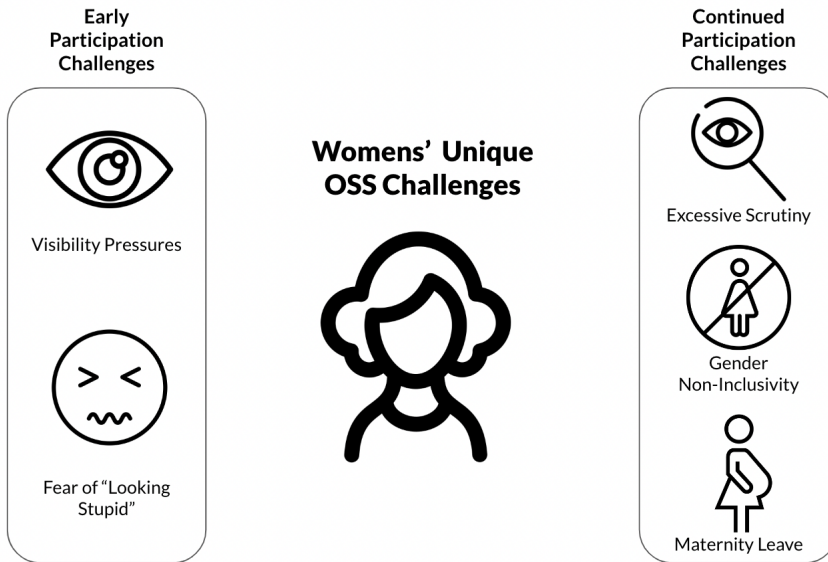 Early
Participation
Challenges
Visibility Pressures
Fear of “Looking
Stupid”
Womens’ Unique
OSS Challenges
Continued
Participation
Challenges
Excessive Scrutiny
Gender
Non-Inclusivity
Maternity Leave